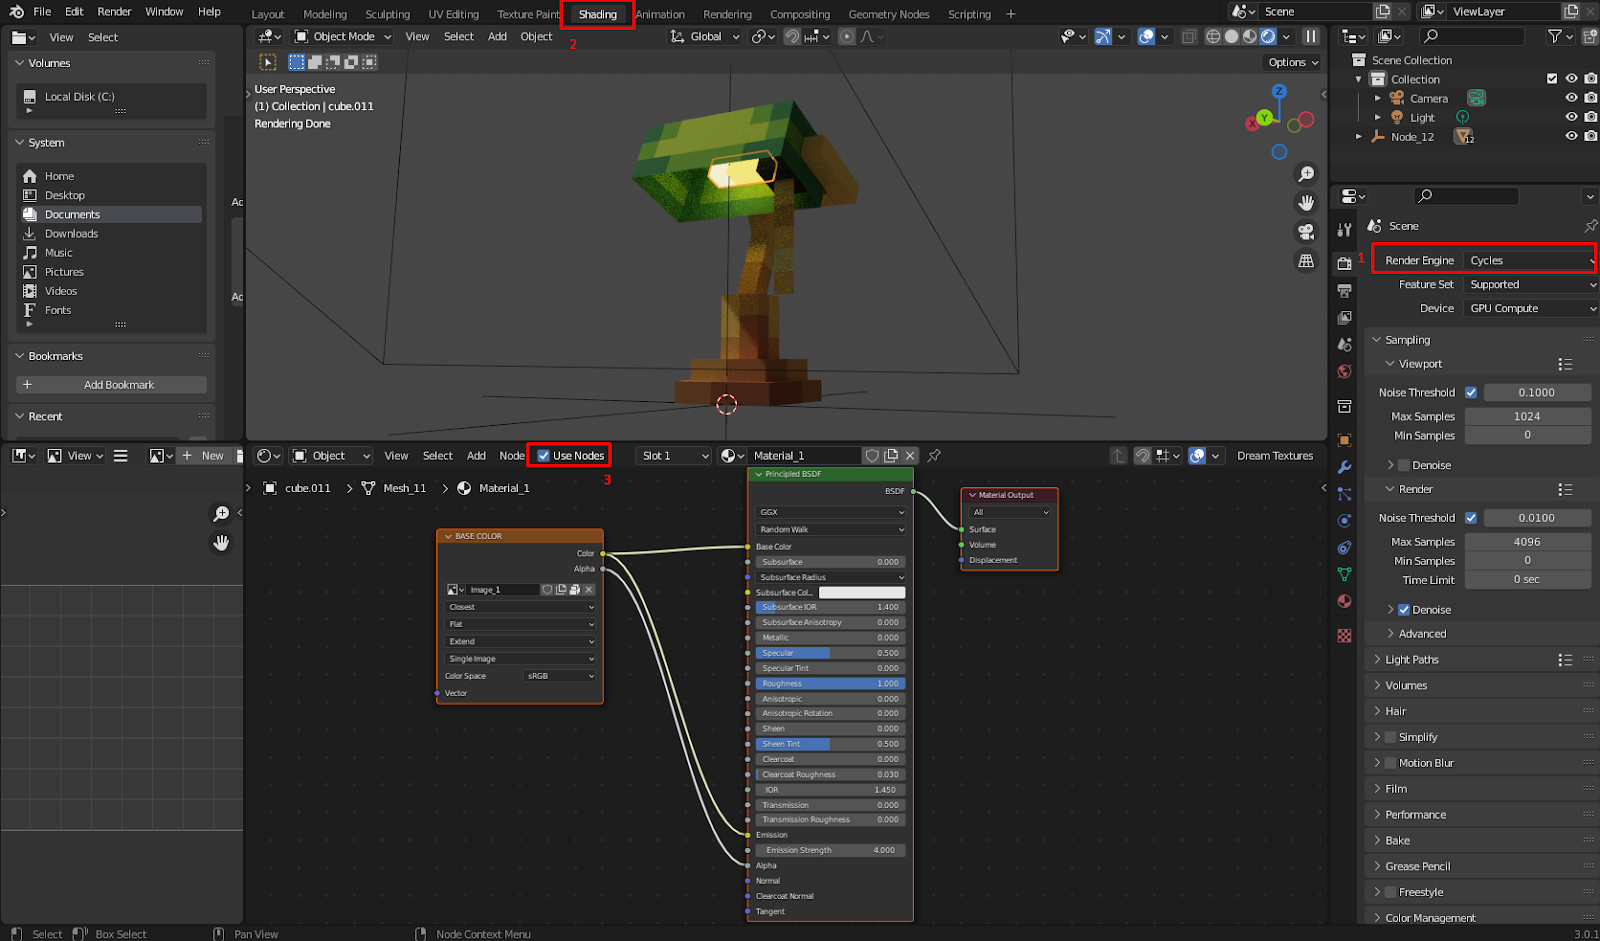 File Edit Render Window Help
Layout Modeling Sculpting UV Editing Texture Paint Shading Animation Rendering Compositing Geometry Nodes Scripting +
Scene
ViewLayer
View Select
Volumes
Local Disk (C:)
System
Home
Desktop
Documents
Downloads
Music
Pictures
Videos
Fonts
Bookmarks
+ Add Bookmark
Recent
Ac
Ac
2
Object Mode View Select Add Object Global
Options
User Perspective
(1) Collection | cube.011
Rendering Done
Z
Y
X
Scene Collection
Collection
Camera
Light
Node_12
12
Scene
1
Render Engine Cycles
Feature Set Supported
Device GPU Compute
Sampling
Viewport
Noise Threshold 0.1000
Max Samples 1024
Min Samples 0
Denoise
Render
Noise Threshold 0.0100
Max Samples 4096
Min Samples 0
Time Limit 0 sec
Denoise
Advanced
Light Paths
Volumes
Hair
Simplify
Motion Blur
Film
Performance
Bake
Grease Pencil
Freestyle
Color Management
View
+ New
Object View Select Add Node Use Nodes Slot 1 Material_1 Dream Textures
3
cube.011 > Mesh_11 > Material_1
BASE COLOR
Color
Alpha
Image_1
Closest
Flat
Extend
Single Image
Color Space sRGB
Vector
Principled BSDF
BSDF
GGX
Random Walk
Base Color
Subsurface 0.000
Subsurface Radius
Subsurface Col...
Subsurface IOR 1.400
Subsurface Anisotropy 0.000
Metallic 0.000
Specular 0.500
Specular Tint 0.000
Roughness 1.000
Anisotropic 0.000
Anisotropic Rotation 0.000
Sheen 0.000
Sheen Tint 0.500
Clearcoat 0.000
Clearcoat Roughness 0.030
IOR 1.450
Transmission 0.000
Transmission Roughness 0.000
Emission
Emission Strength 4.000
Alpha
Normal
Clearcoat Normal
Tangent
Material Output
All
Surface
Volume
Displacement
Select Box Select Pan View Node Context Menu 3.0.1